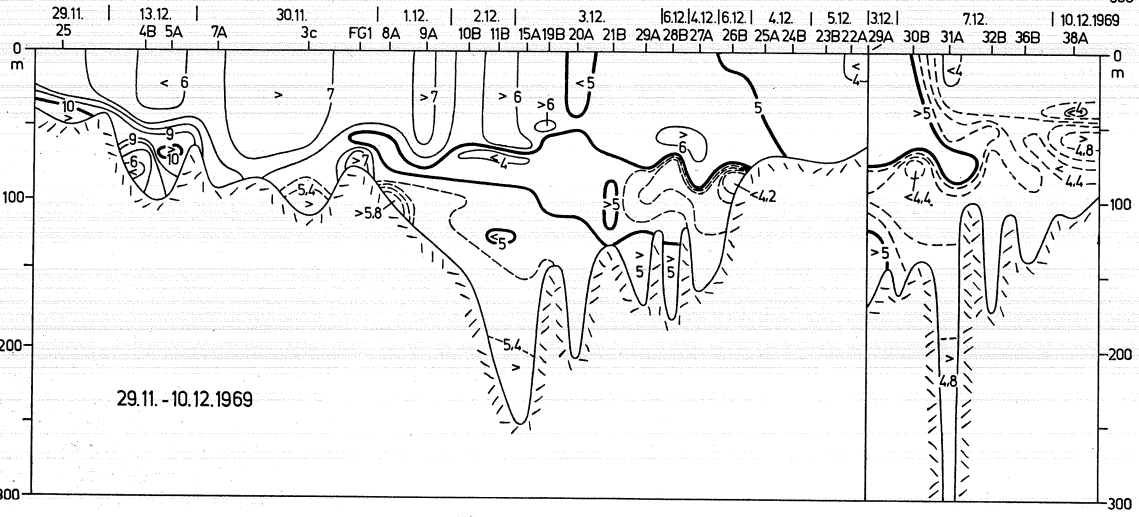 29.11. 13.12. 30.11. 1.12. 2.12. 3.12. 6.12. 4.12. 6.12. 4.12. 5.12. 3.12. 7.12. 10.12.1969
25 4B 5A 7A 3c FG1 8A 9A 10B 11B 15A 19B 20A 21B 29A 28B 27A 26B 25A 24B 23B 22A 29A 30B 31A 32B 36B 38A
0 0
m m
< 6 > 7 >7 > 6 <5 < 4 <4
10 > >6 5 >5 <4
9 9 > 6 4,8
6 < > 10 >7 <4 4.4
5.4 > <4.2 <4.4
100 >5.8 >5 100
<5 > 5 > 5 >5
200 5.4 > 200
> 4.8
29.11. - 10.12.1969
300 300